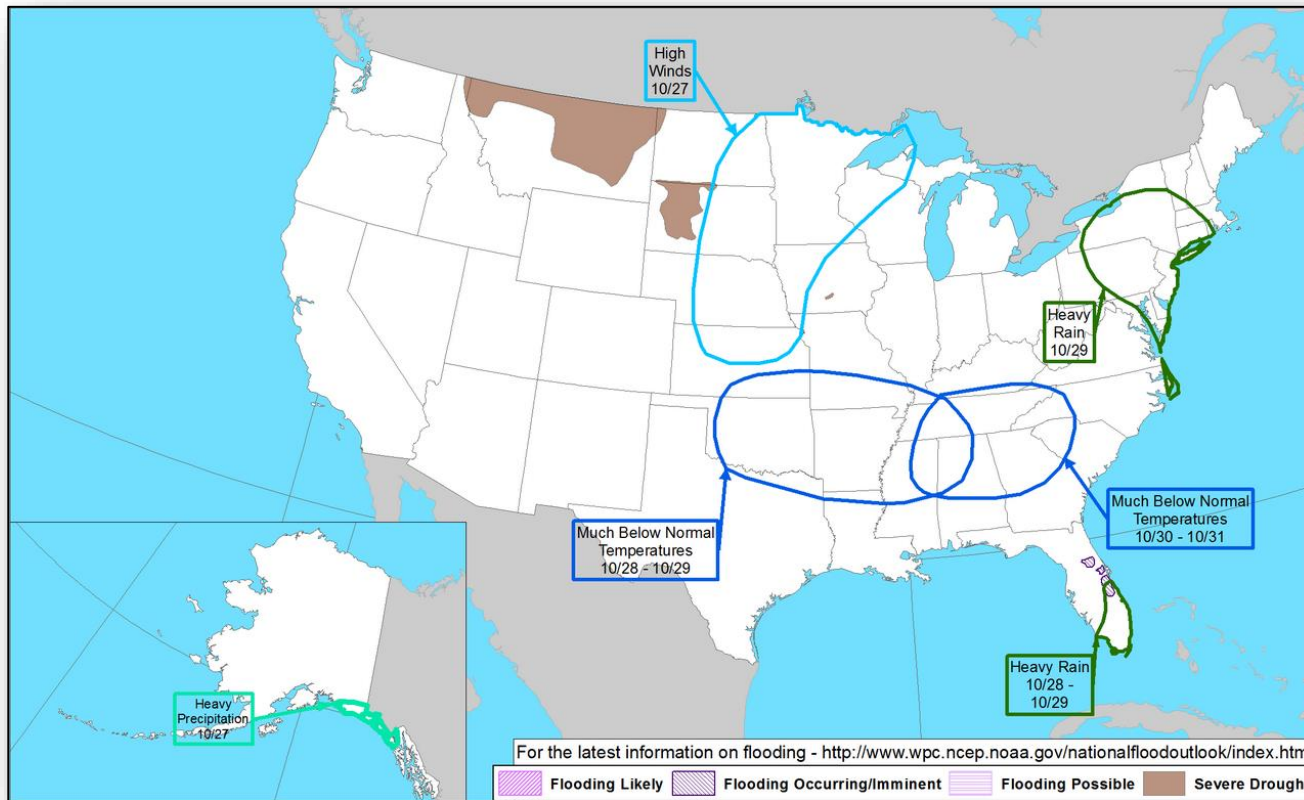 High
Winds
10/27
Heavy
Rain
10/29
Much Below Normal
Temperatures
10/28 - 10/29
Much Below Normal
Temperatures
10/30 - 10/31
Heavy Rain
10/28 -
10/29
Heavy
Precipitation
10/27
For the latest information on flooding - http://www.wpc.ncep.noaa.gov/nationalfloodoutlook/index.htm
Flooding Likely
Flooding Occurring/Imminent
Flooding Possible
Severe Drough